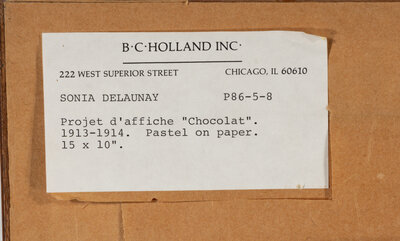 B·C·HOLLAND INC·
222 WEST SUPERIOR STREET CHICAGO, IL 60610
SONIA DELAUNAY P86-5-8
Projet d'affiche "Chocolat".
1913-1914. Pastel on paper.
15 x 10".